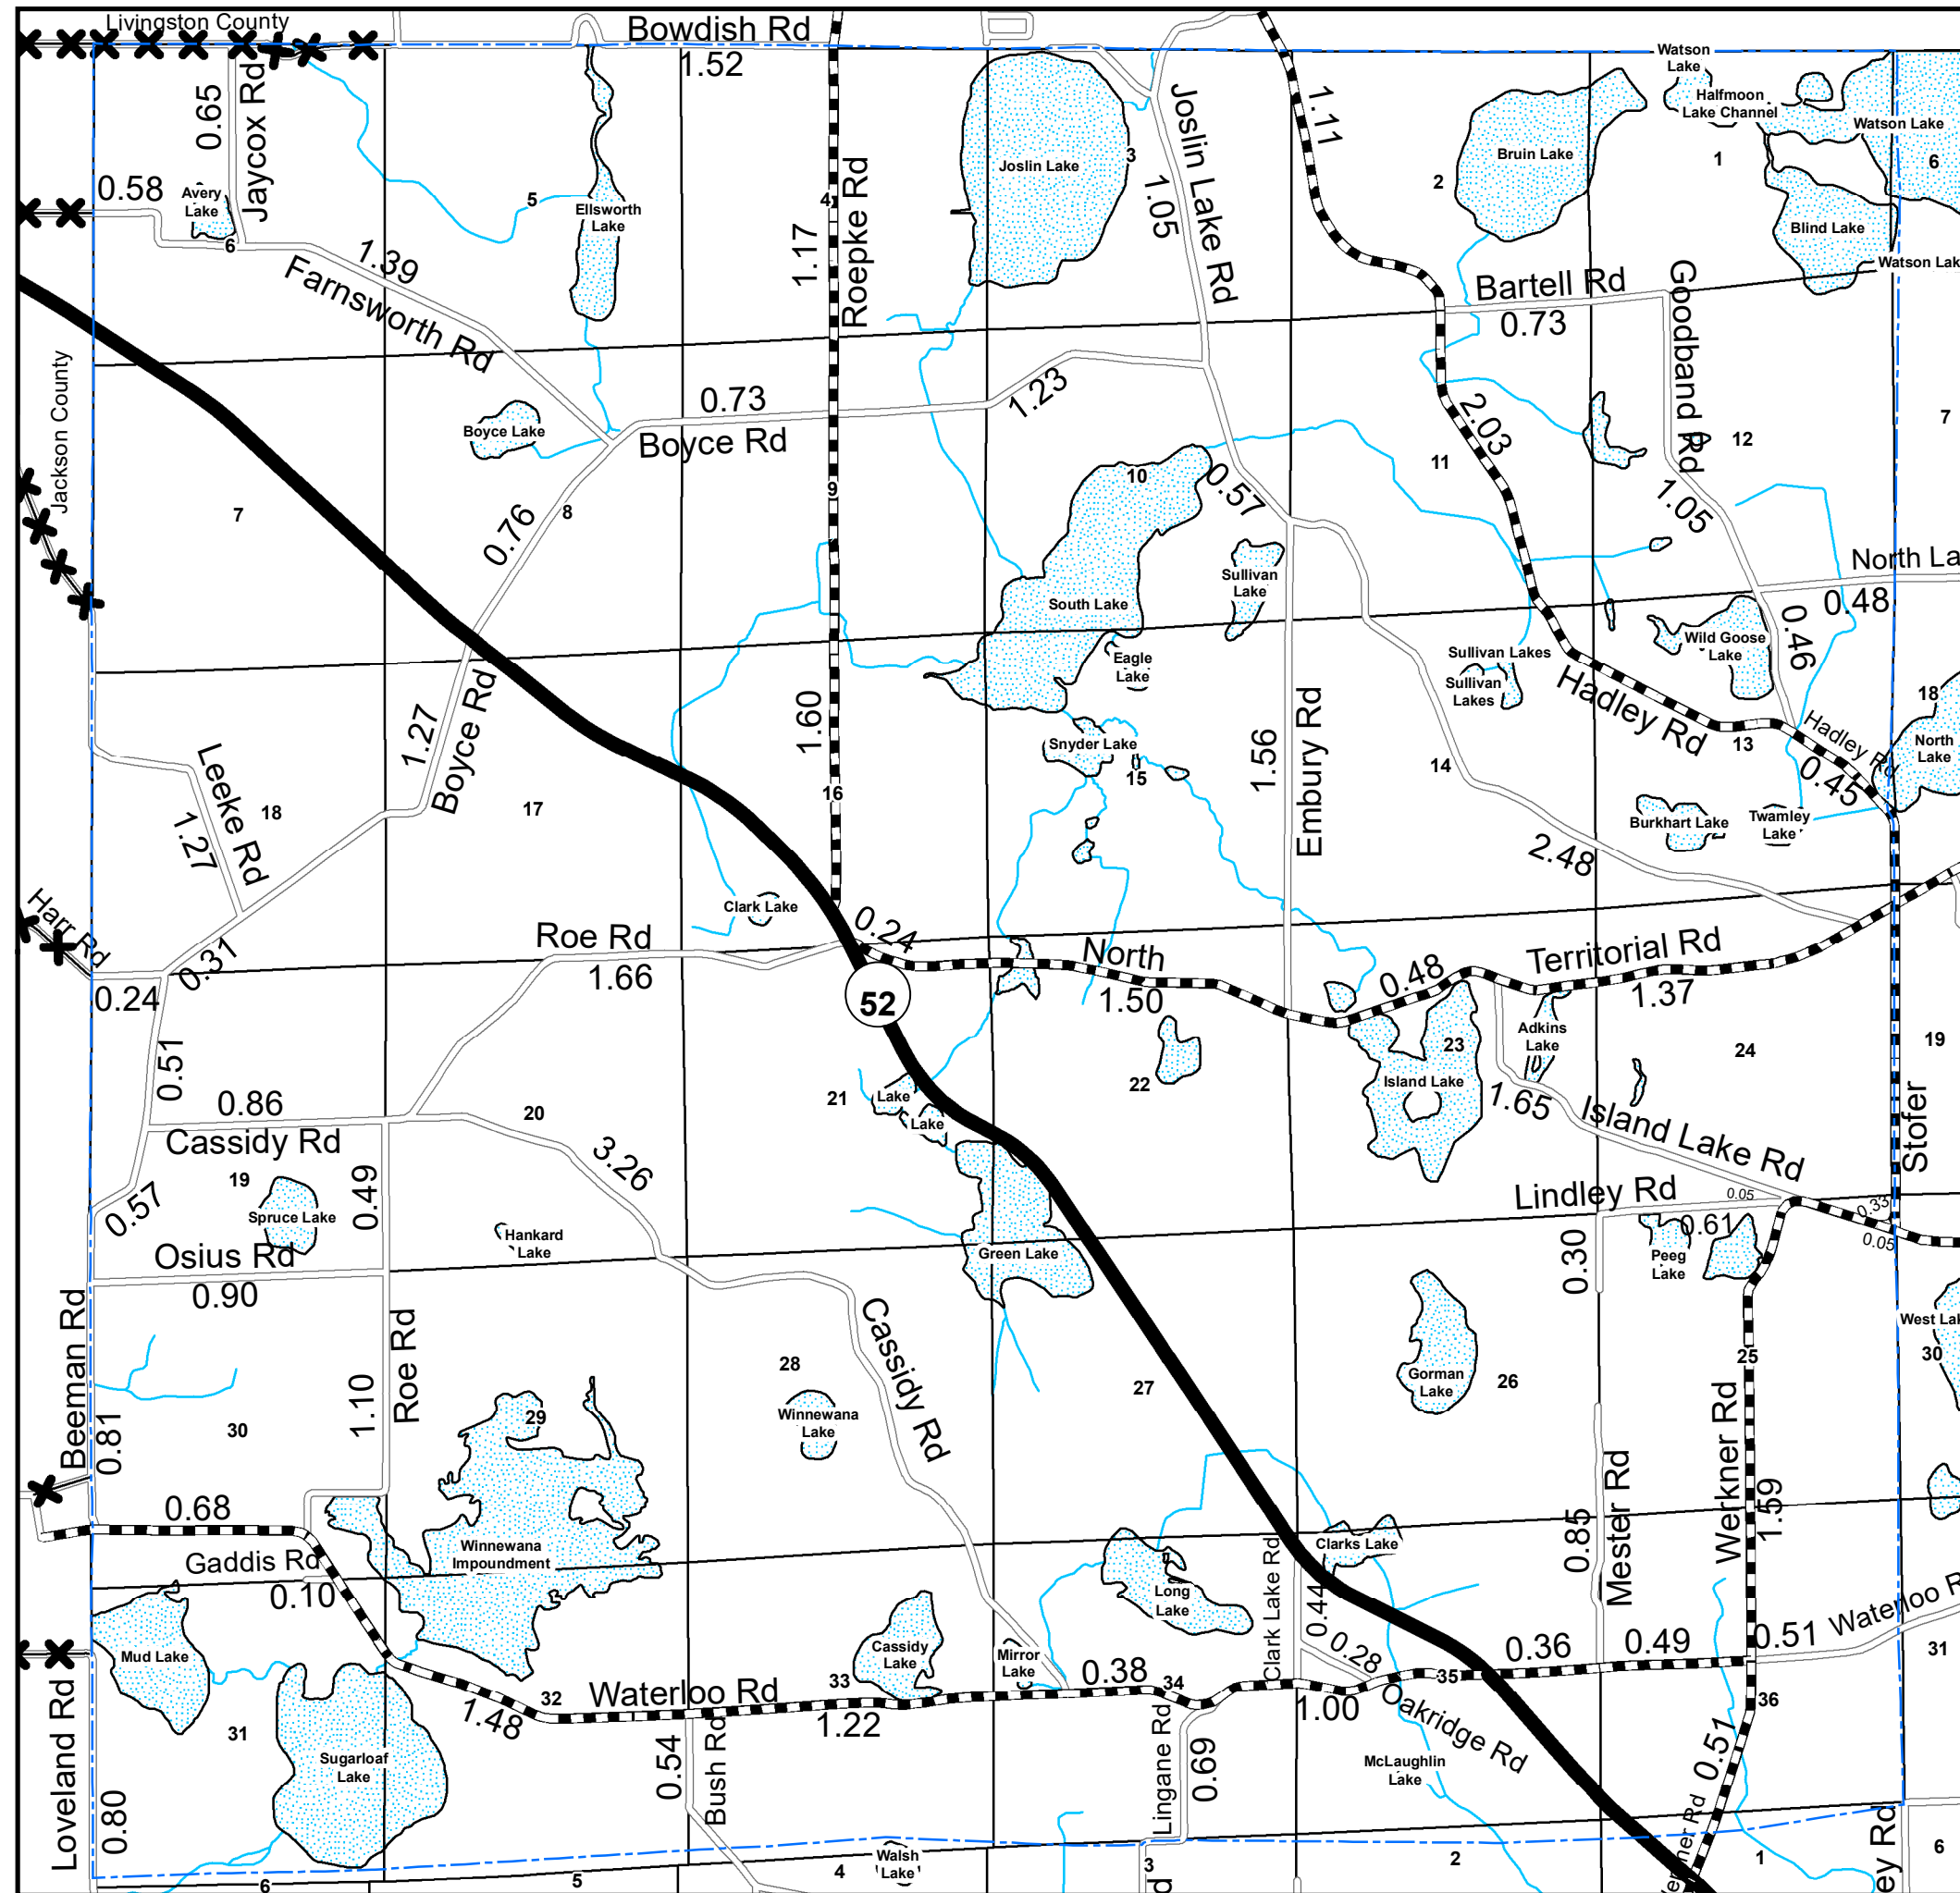 Livingston County
Bowdish Rd
1.52
Jaycox Rd
0.65
0.58
Avery
Lake
6
5
Ellsworth
Lake
4
Roepke Rd
1.17
Joslin Lake
3
Joslin Lake Rd
1.05
1.11
2
Bruin Lake
Watson
Lake
Halfmoon
Lake Channel
Watson Lake
1
6
Blind Lake
Farnsworth Rd
1.39
Bartell Rd
0.73
Goodband Rd
Jackson County
Boyce Lake
0.73
Boyce Rd
1.23
2.03
12
7
7
8
0.76
9
10
0.57
11
1.05
0.48
Sullivan
Lake
South Lake
Eagle
Lake
Sullivan Lakes
Sullivan
Lakes
Wild Goose
Lake
0.46
Hadley Rd
Hadley Rd
13
0.45
18
North
Lake
Leeke Rd
1.27
18
1.27
Boyce Rd
17
1.60
16
Snyder Lake
15
1.56
Embury Rd
14
2.48
Burkhart Lake
Twamley
Lake
Harr Rd
0.24
0.31
Roe Rd
1.66
Clark Lake
0.24
52
North
1.50
0.48
Territorial Rd
1.37
0.51
0.86
Cassidy Rd
20
21
Lake
Lake
22
23
Island Lake
Adkins
Lake
24
19
1.65
Island Lake Rd
Stofer
19
0.57
Spruce Lake
0.49
Hankard
Lake
3.26
Green Lake
Lindley Rd
0.05
0.33
0.05
0.61
Peeg
Lake
0.30
Osius Rd
0.90
Beeman Rd
0.81
30
1.10
Roe Rd
29
28
Winnewana
Lake
Cassidy Rd
27
Gorman
Lake
26
25
30
Werkner Rd
1.59
0.68
Gaddis Rd
0.10
Winnewana
Impoundment
Long
Lake
Clark Lake Rd
Clarks Lake
0.44
0.28
0.85
Mester Rd
Mud Lake
Cassidy
Lake
Mirror
Lake
0.38
34
35
0.36
0.49
0.51
31
Loveland Rd
0.80
31
Sugarloaf
Lake
1.48
32
Waterloo Rd
33
1.22
0.54
Bush Rd
Lingane Rd
0.69
1.00
Oakridge Rd
McLaughlin
Lake
36
0.51
6
5
4
Walsh
Lake
3
2
1
6